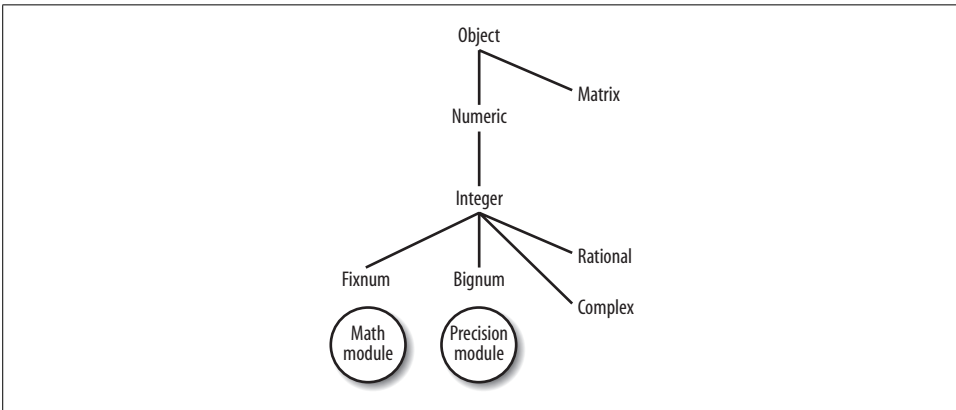 Object
Matrix
Numeric
Integer
Rational
Fixnum
Bignum
Complex
Math
module
Precision
module